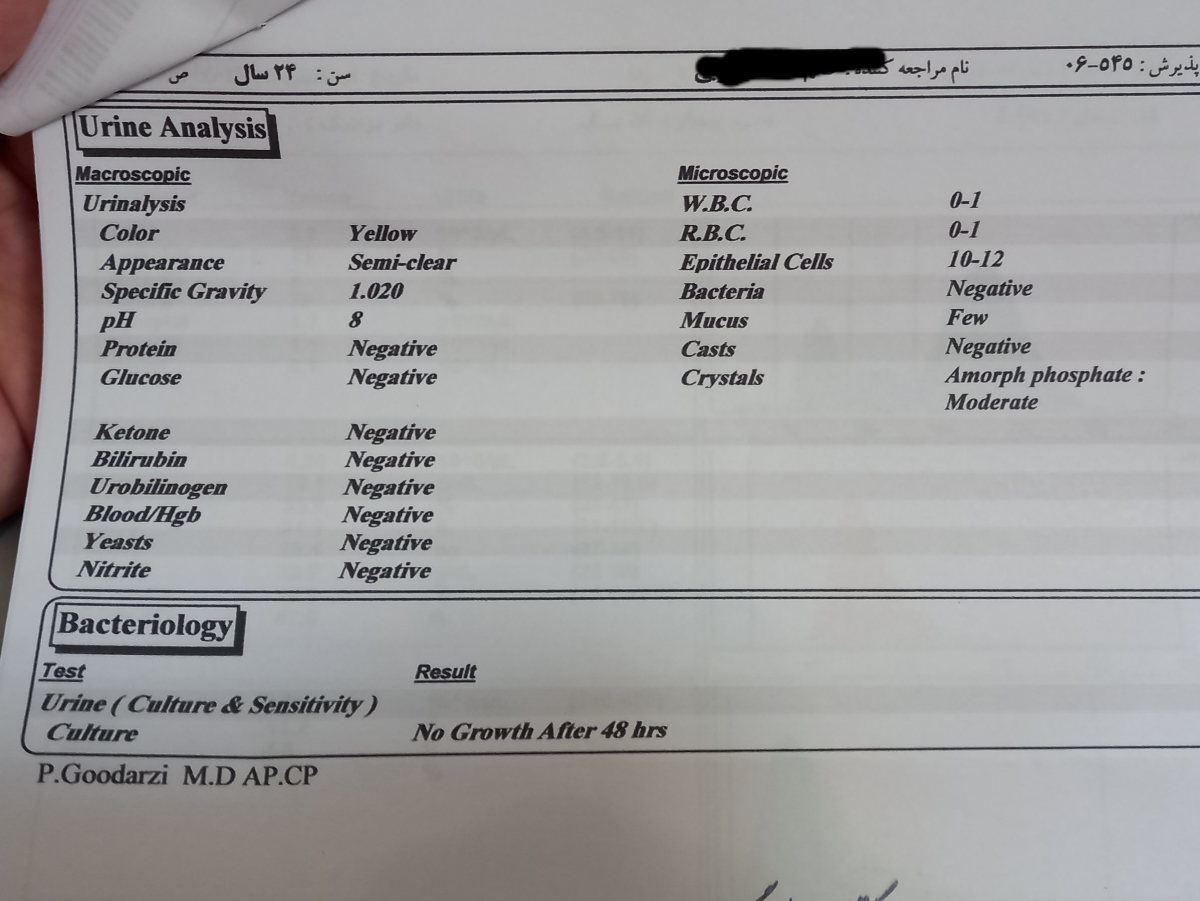 پذیرش : ۰۶-۵۴۵
نام مراجعه کننده :
سن : ۲۴ سال
ص
Urine Analysis
Macroscopic
Urinalysis
Color Yellow
Appearance Semi-clear
Specific Gravity 1.020
pH 8
Protein Negative
Glucose Negative
Ketone Negative
Bilirubin Negative
Urobilinogen Negative
Blood/Hgb Negative
Yeasts Negative
Nitrite Negative
Microscopic
W.B.C. 0-1
R.B.C. 0-1
Epithelial Cells 10-12
Bacteria Negative
Mucus Few
Casts Negative
Crystals Amorph phosphate :
Moderate
Bacteriology
Test Result
Urine ( Culture & Sensitivity )
Culture No Growth After 48 hrs
P.Goodarzi M.D AP.CP